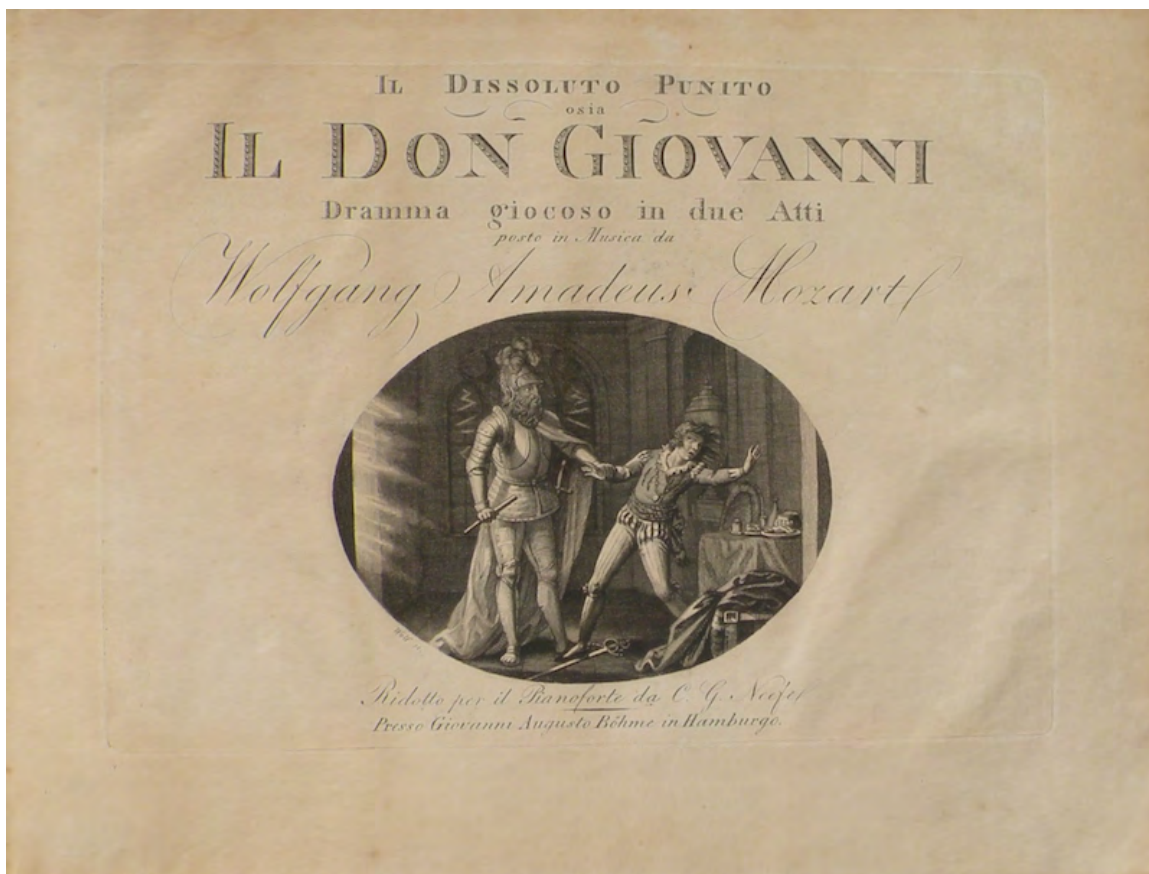 IL DISSOLUTO PUNITO
osia
IL DON GIOVANNI
Dramma giocoso in due Atti
posto in Musica da
Wolfgang Amadeus Mozart
Ridotto per il Pianoforte da C. G. Neefe
Presso Giovanni Augusto Böhme in Hamburgo.